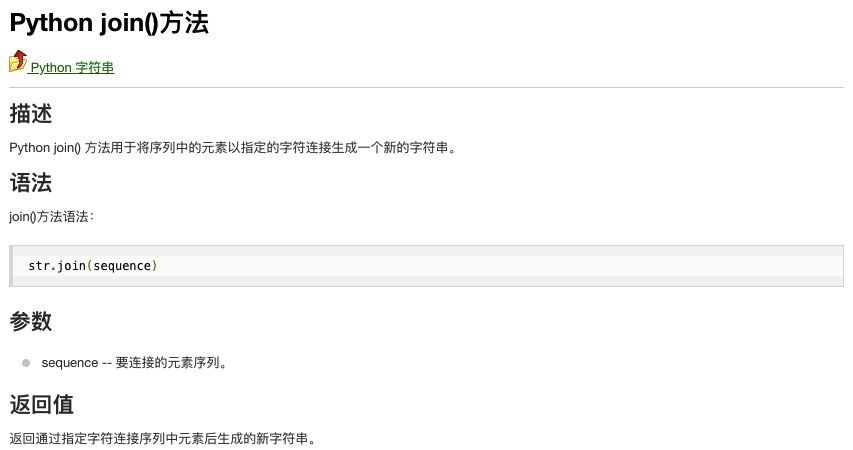 Python join()方法
Python 字符串
描述
Python join() 方法用于将序列中的元素以指定的字符连接生成一个新的字符串。
语法
join()方法语法：
str.join(sequence)
参数
sequence -- 要连接的元素序列。
返回值
返回通过指定字符连接序列中元素后生成的新字符串。